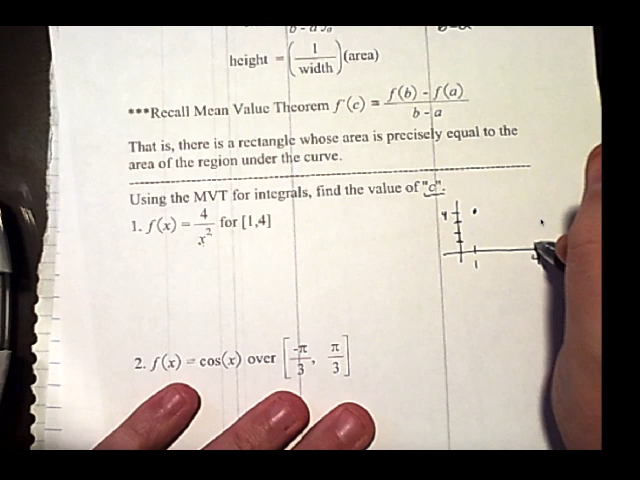 b - a
height = (1/width)(area)
***Recall Mean Value Theorem f'(c) = f(b) - f(a) / b - a
That is, there is a rectangle whose area is precisely equal to the
area of the region under the curve.
Using the MVT for integrals, find the value of "c".
1. f(x) = 4/x² for [1,4]
4
1
2. f(x) = cos(x) over [-π/3, π/3]